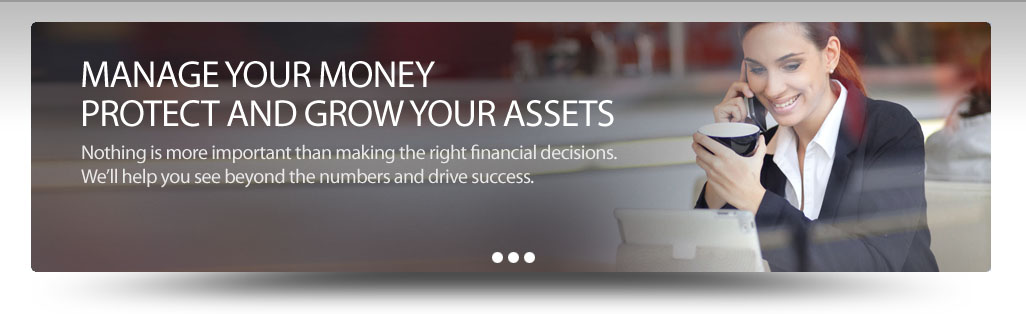 MANAGE YOUR MONEY
PROTECT AND GROW YOUR ASSETS
Nothing is more important than making the right financial decisions.
We'll help you see beyond the numbers and drive success.